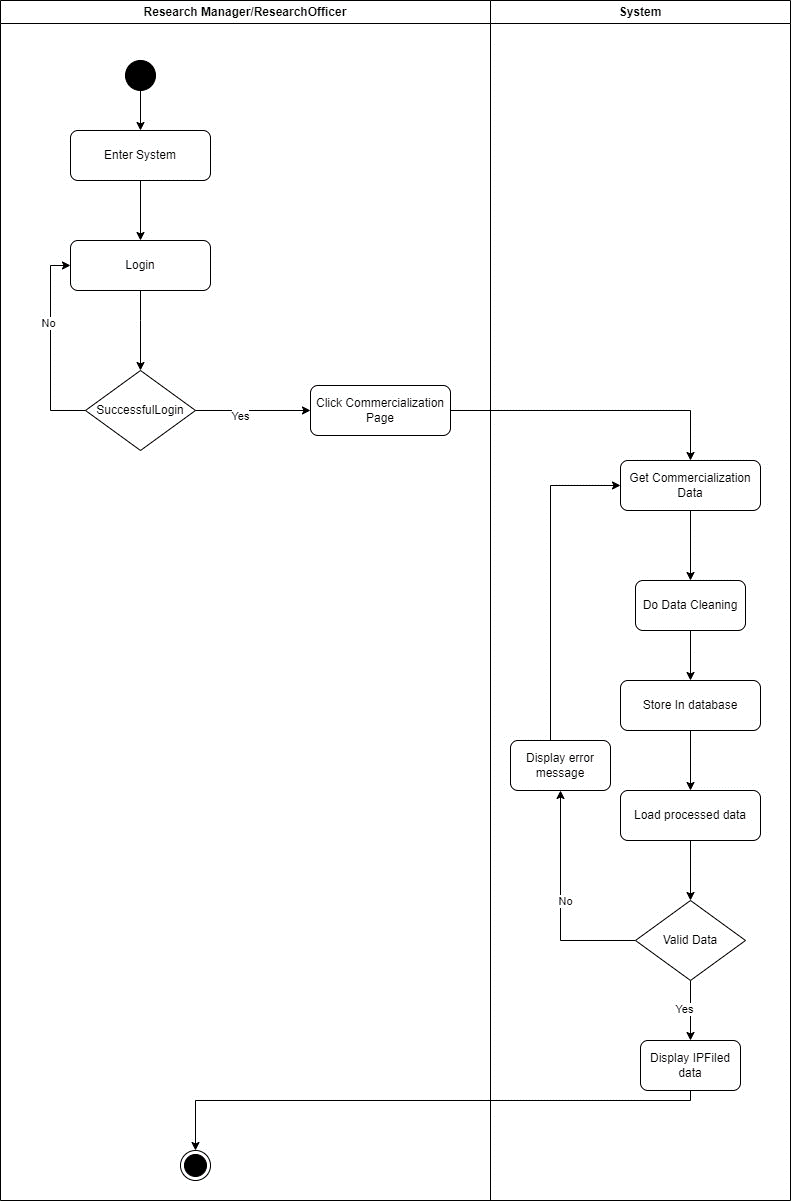 Research Manager/ResearchOfficer
System
Enter System
Login
No
SuccessfulLogin
Yes
Click Commercialization
Page
Get Commercialization
Data
Do Data Cleaning
Store In database
Display error
message
Load processed data
No
Valid Data
Yes
Display IPFiled
data